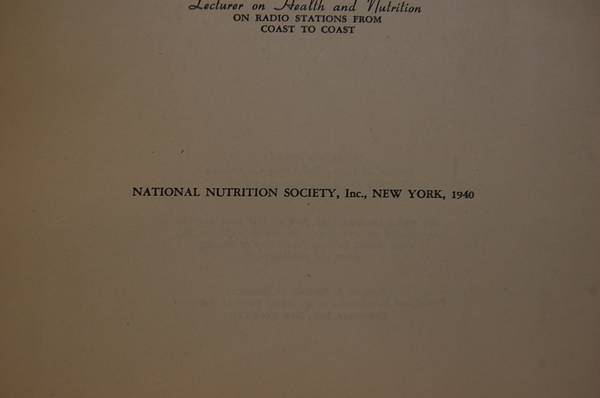 Lecturer on Health and Nutrition
ON RADIO STATIONS FROM
COAST TO COAST
NATIONAL NUTRITION SOCIETY, Inc., NEW YORK, 1940